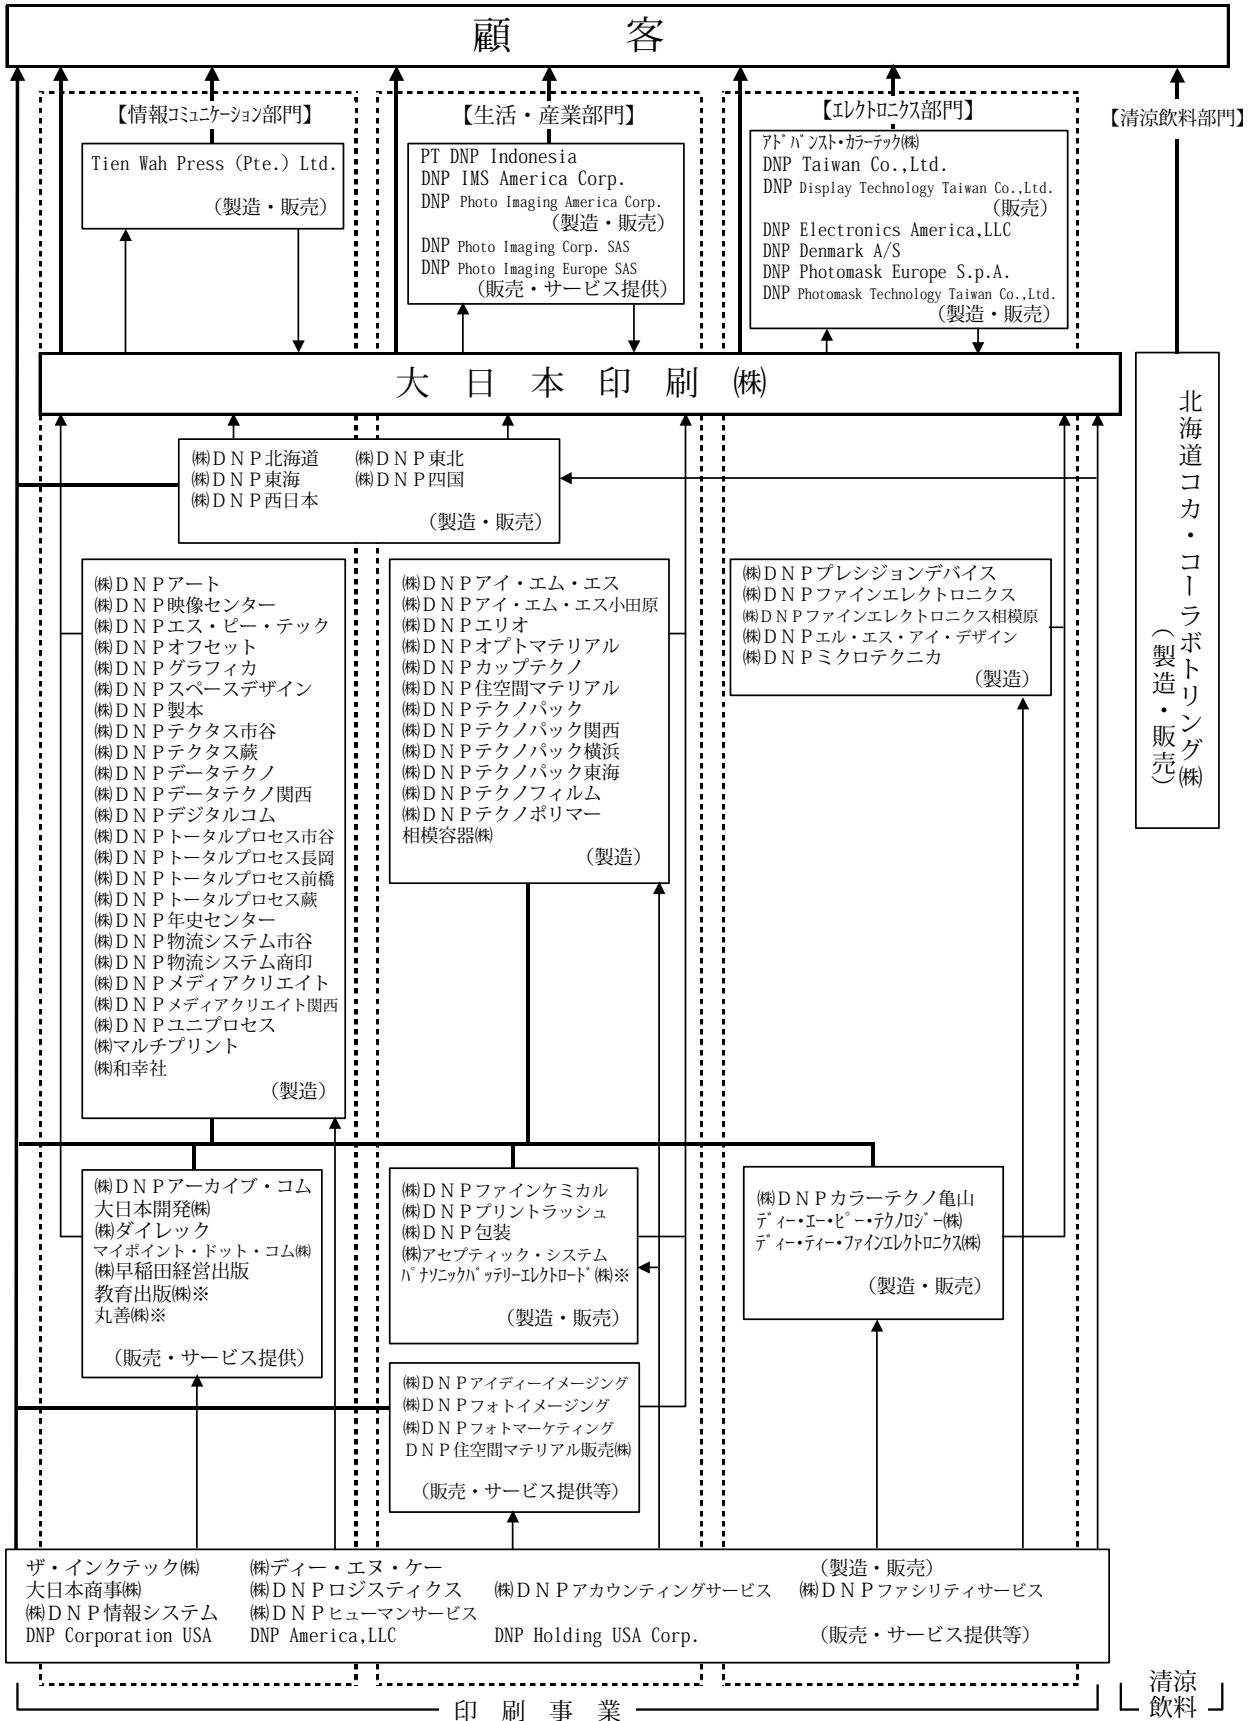 顧客
【情報ｺﾐｭﾆｹｰｼｮﾝ部門】
【生活・産業部門】
【ｴﾚｸﾄﾛﾆｸｽ部門】
【清涼飲料部門】
Tien Wah Press (Pte.) Ltd.
（製造・販売）
PT DNP Indonesia
DNP IMS America Corp.
DNP Photo Imaging America Corp.
（製造・販売）
DNP Photo Imaging Corp. SAS
DNP Photo Imaging Europe SAS
（販売・サービス提供）
ｱﾄﾞﾊﾞﾝｽﾄ・ｶﾗｰﾃｯｸ㈱
DNP Taiwan Co.,Ltd.
DNP Display Technology Taiwan Co.,Ltd.
（販売）
DNP Electronics America,LLC
DNP Denmark A/S
DNP Photomask Europe S.p.A.
DNP Photomask Technology Taiwan Co.,Ltd.
（製造・販売）
大日本印刷㈱
北海道コカ・コーラボトリング㈱
（製造・販売）
㈱ＤＮＰ北海道 ㈱ＤＮＰ東北
㈱ＤＮＰ東海 ㈱ＤＮＰ四国
㈱ＤＮＰ西日本
（製造・販売）
㈱ＤＮＰアート
㈱ＤＮＰ映像センター
㈱ＤＮＰエス・ピー・テック
㈱ＤＮＰオフセット
㈱ＤＮＰグラフィカ
㈱ＤＮＰスペースデザイン
㈱ＤＮＰ製本
㈱ＤＮＰテクタス市谷
㈱ＤＮＰテクタス蕨
㈱ＤＮＰデータテクノ
㈱ＤＮＰデータテクノ関西
㈱ＤＮＰデジタルコム
㈱ＤＮＰトータルプロセス市谷
㈱ＤＮＰトータルプロセス長岡
㈱ＤＮＰトータルプロセス前橋
㈱ＤＮＰトータルプロセス蕨
㈱ＤＮＰ年史センター
㈱ＤＮＰ物流システム市谷
㈱ＤＮＰ物流システム商印
㈱ＤＮＰメディアクリエイト
㈱ＤＮＰメディアクリエイト関西
㈱ＤＮＰユニプロセス
㈱マルチプリント
㈱和幸社
（製造）
㈱ＤＮＰアイ・エム・エス
㈱ＤＮＰアイ・エム・エス小田原
㈱ＤＮＰエリオ
㈱ＤＮＰオプトマテリアル
㈱ＤＮＰカップテクノ
㈱ＤＮＰ住空間マテリアル
㈱ＤＮＰテクノパック
㈱ＤＮＰテクノパック関西
㈱ＤＮＰテクノパック横浜
㈱ＤＮＰテクノパック東海
㈱ＤＮＰテクノフィルム
㈱ＤＮＰテクノポリマー
相模容器㈱
（製造）
㈱ＤＮＰプレシジョンデバイス
㈱ＤＮＰファインエレクトロニクス
㈱ＤＮＰファインエレクトロニクス相模原
㈱ＤＮＰエル・エス・アイ・デザイン
㈱ＤＮＰミクロテクニカ
（製造）
㈱ＤＮＰアーカイブ・コム
大日本開発㈱
㈱ダイレック
マイポイント・ドット・コム㈱
㈱早稲田経営出版
教育出版㈱※
丸善㈱※
（販売・サービス提供）
㈱ＤＮＰファインケミカル
㈱ＤＮＰプリントラッシュ
㈱ＤＮＰ包装
㈱アセプティック・システム
ﾊﾟﾅｿﾆｯｸﾊﾞｯﾃﾘｰｴﾚｸﾄﾛｰﾄﾞ㈱※
（製造・販売）
㈱ＤＮＰカラーテクノ亀山
ﾃﾞｨｰ・ｴｰ・ﾋﾟｰ・ﾃｸﾉﾛｼﾞｰ㈱
ﾃﾞｨｰ・ﾃｨｰ・ﾌｧｲﾝｴﾚｸﾄﾛﾆｸｽ㈱
（製造・販売）
㈱ＤＮＰアイディーイメージング
㈱ＤＮＰフォトイメージング
㈱ＤＮＰフォトマーケティング
ＤＮＰ住空間マテリアル販売㈱
（販売・サービス提供等）
ザ・インクテック㈱ ㈱ディー・エヌ・ケー （製造・販売）
大日本商事㈱ ㈱ＤＮＰロジスティクス ㈱ＤＮＰアカウンティングサービス ㈱ＤＮＰファシリティサービス
㈱ＤＮＰ情報システム ㈱ＤＮＰヒューマンサービス
DNP Corporation USA DNP America,LLC DNP Holding USA Corp. （販売・サービス提供等）
印刷事業
清涼
飲料